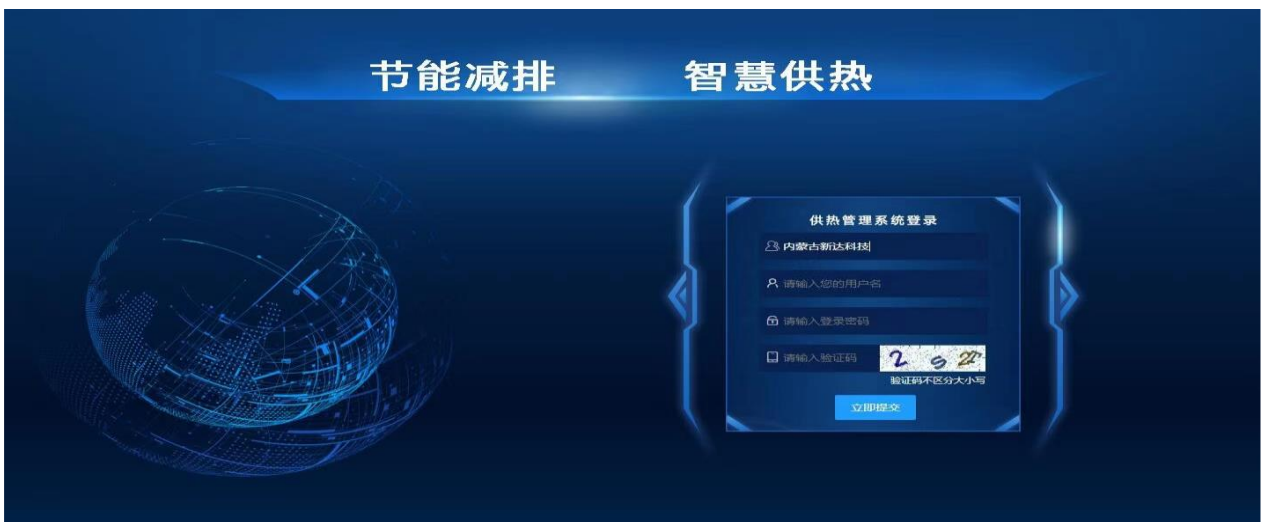 节能减排 智慧供热
供热管理系统登录
内蒙古新达科技
请输入您的用户名
请输入登录密码
请输入验证码
验证码不区分大小写
立即提交